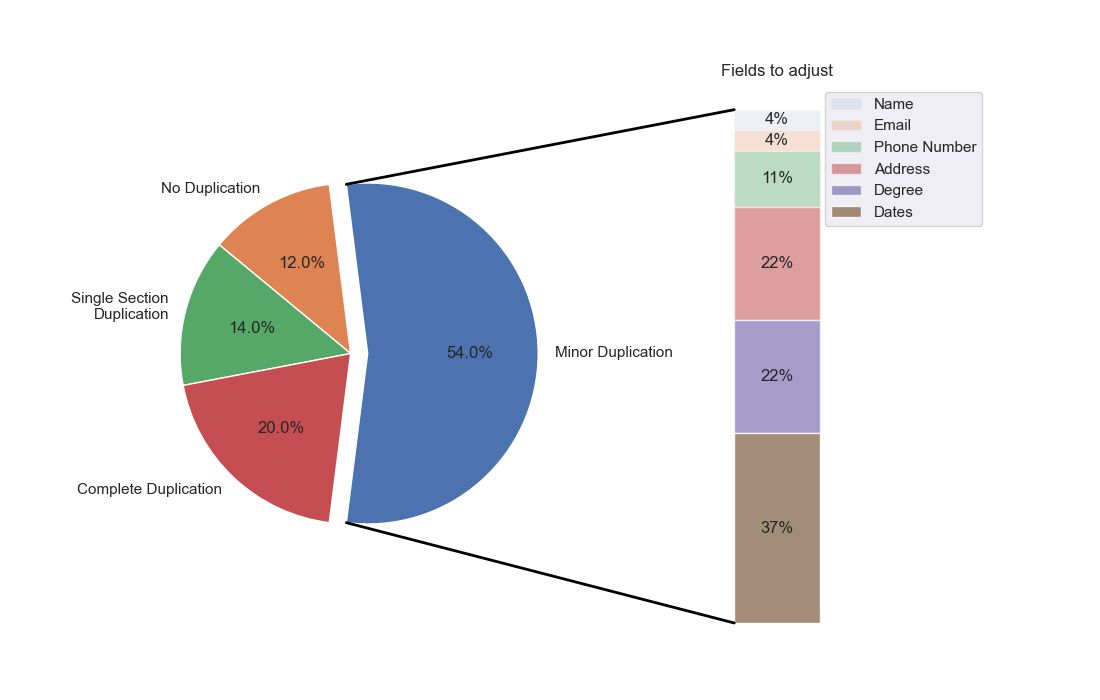 Fields to adjust
4%
4%
11%
22%
22%
37%
Name
Email
Phone Number
Address
Degree
Dates
No Duplication
12.0%
Single Section
Duplication
14.0%
54.0%
Minor Duplication
20.0%
Complete Duplication